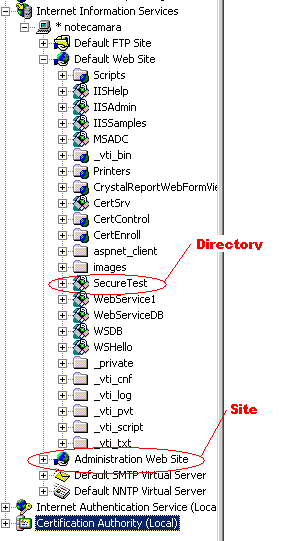 Internet Information Services
* notecamara
Default FTP Site
Default Web Site
Scripts
IISHelp
IISAdmin
IISSamples
MSADC
_vti_bin
Printers
CrystalReportWebFormVie
CertSrv
CertControl
CertEnroll
aspnet_client
Directory
images
SecureTest
WebService1
WebServiceDB
WSDB
WSHello
_private
_vti_cnf
_vti_log
_vti_pvt
Site
_vti_script
_vti_txt
Administration Web Site
Default SMTP Virtual Server
Default NNTP Virtual Server
Internet Authentication Service (Loca
Certification Authority (Local)